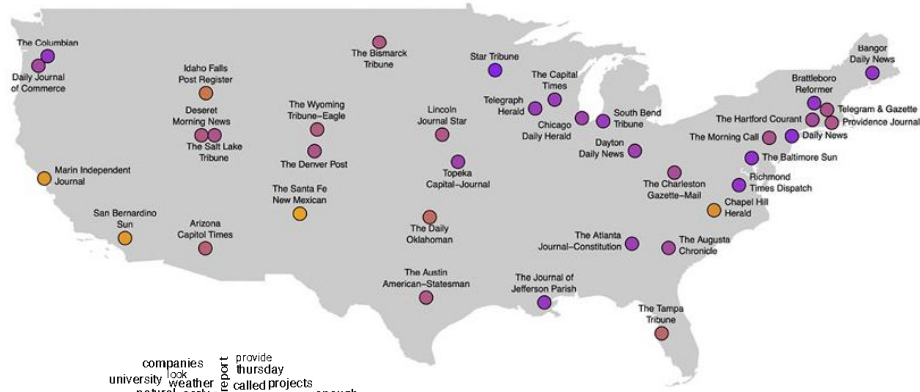 The Columbian
Daily Journal
of Commerce
Idaho Falls
Post Register
Deseret
Morning News
The Salt Lake
Tribune
Marin Independent
Journal
San Bernardino
Sun
Arizona
Capitol Times
The Bismarck
Tribune
The Wyoming
Tribune–Eagle
The Denver Post
The Santa Fe
New Mexican
Lincoln
Journal Star
Topeka
Capital–Journal
The Daily
Oklahoman
The Austin
American–Statesman
Star Tribune
The Capital
Times
Telegraph
Herald
Chicago
Daily Herald
South Bend
Tribune
Dayton
Daily News
The Charleston
Gazette–Mail
The Atlanta
Journal–Constitution
The Augusta
Chronicle
The Journal of
Jefferson Parish
The Tampa
Tribune
Bangor
Daily News
Brattleboro
Reformer
Telegram & Gazette
The Hartford Courant
Providence Journal
The Morning Call
Daily News
The Baltimore Sun
Richmond
Times Dispatch
Chapel Hill
Herald
companies
look
university
weather
report
provide
thursday
called
projects